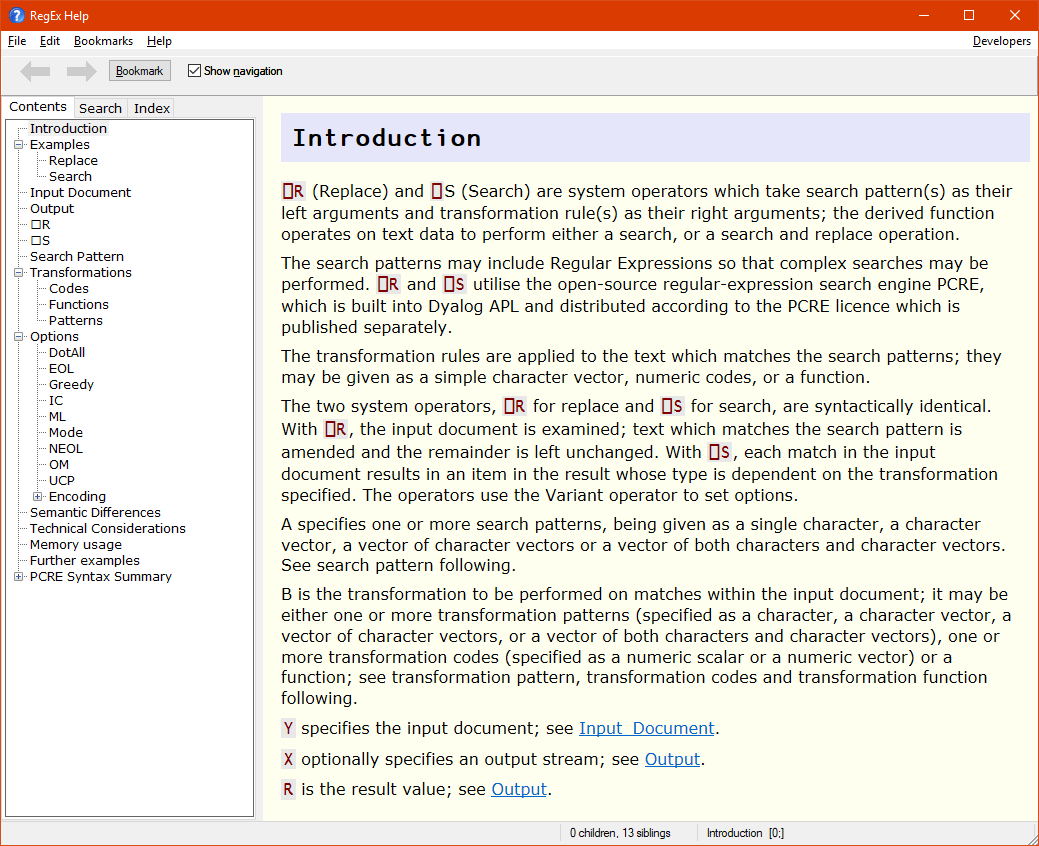 RegEx Help
File Edit Bookmarks Help Developers
Bookmark Show navigation
Contents Search Index
Introduction
Examples
Replace
Search
Input Document
Output
⎕R
⎕S
Search Pattern
Transformations
Codes
Functions
Patterns
Options
DotAll
EOL
Greedy
IC
ML
Mode
NEOL
OM
UCP
Encoding
Semantic Differences
Technical Considerations
Memory usage
Further examples
PCRE Syntax Summary
Introduction
⎕R (Replace) and ⎕S (Search) are system operators which take search pattern(s) as their
left arguments and transformation rule(s) as their right arguments; the derived function
operates on text data to perform either a search, or a search and replace operation.
The search patterns may include Regular Expressions so that complex searches may be
performed. ⎕R and ⎕S utilise the open-source regular-expression search engine PCRE,
which is built into Dyalog APL and distributed according to the PCRE licence which is
published separately.
The transformation rules are applied to the text which matches the search patterns; they
may be given as a simple character vector, numeric codes, or a function.
The two system operators, ⎕R for replace and ⎕S for search, are syntactically identical.
With ⎕R, the input document is examined; text which matches the search pattern is
amended and the remainder is left unchanged. With ⎕S, each match in the input
document results in an item in the result whose type is dependent on the transformation
specified. The operators use the Variant operator to set options.
A specifies one or more search patterns, being given as a single character, a character
vector, a vector of character vectors or a vector of both characters and character vectors.
See search pattern following.
B is the transformation to be performed on matches within the input document; it may be
either one or more transformation patterns (specified as a character, a character vector, a
vector of character vectors, or a vector of both characters and character vectors), one or
more transformation codes (specified as a numeric scalar or a numeric vector) or a
function; see transformation pattern, transformation codes and transformation function
following.
Y specifies the input document; see Input Document.
X optionally specifies an output stream; see Output.
R is the result value; see Output.
0 children, 13 siblings Introduction [0;]